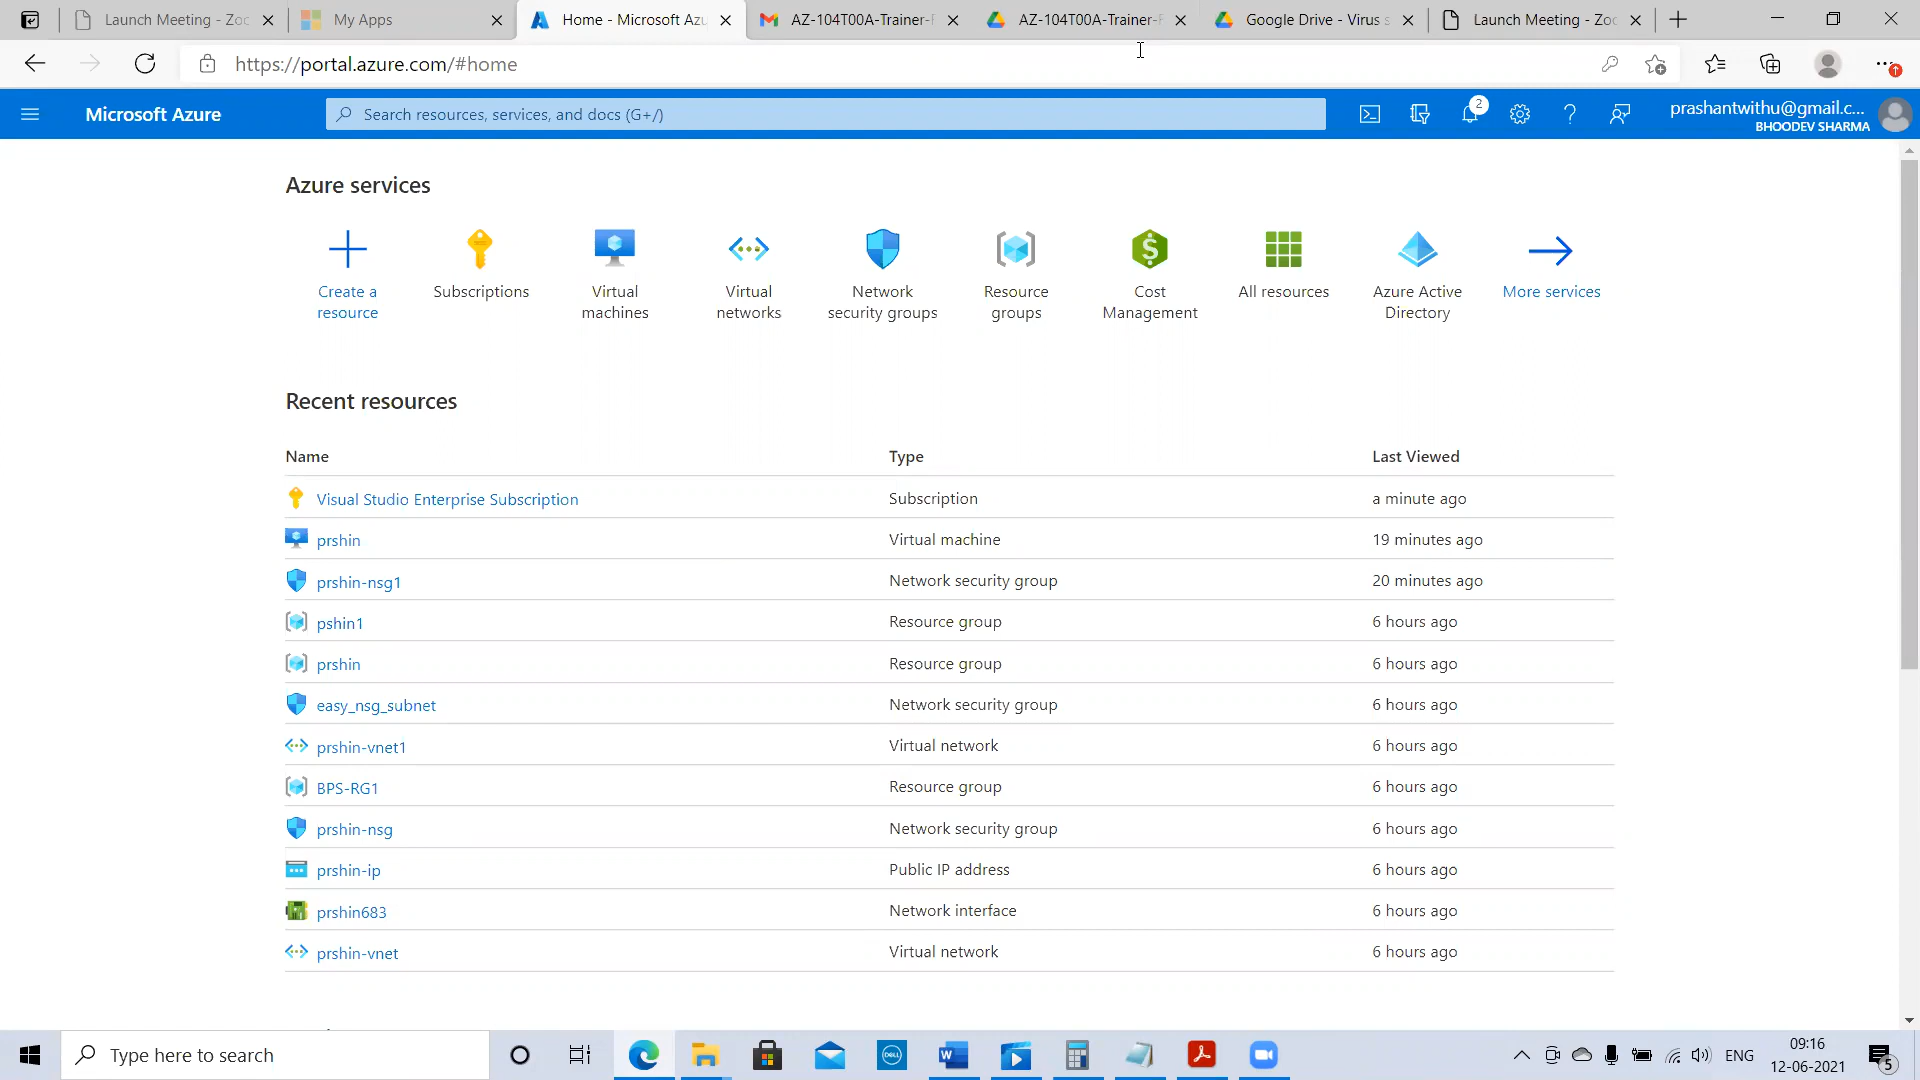 Launch Meeting - Zoo
My Apps
Home - Microsoft Azu
AZ-104T00A-Trainer-
AZ-104T00A-Trainer-
Google Drive - Virus s
Launch Meeting - Zoo
https://portal.azure.com/#home
Microsoft Azure
Search resources, services, and docs (G+/)
2
prashantwithu@gmail.c...
BHOODEV SHARMA
Azure services
Create a resource
Subscriptions
Virtual machines
Virtual networks
Network security groups
Resource groups
Cost Management
All resources
Azure Active Directory
More services
Recent resources
Name Type Last Viewed
Visual Studio Enterprise Subscription Subscription a minute ago
prshin Virtual machine 19 minutes ago
prshin-nsg1 Network security group 20 minutes ago
pshin1 Resource group 6 hours ago
prshin Resource group 6 hours ago
easy_nsg_subnet Network security group 6 hours ago
prshin-vnet1 Virtual network 6 hours ago
BPS-RG1 Resource group 6 hours ago
prshin-nsg Network security group 6 hours ago
prshin-ip Public IP address 6 hours ago
prshin683 Network interface 6 hours ago
prshin-vnet Virtual network 6 hours ago
Type here to search
DELL
ENG
09:16
12-06-2021
5